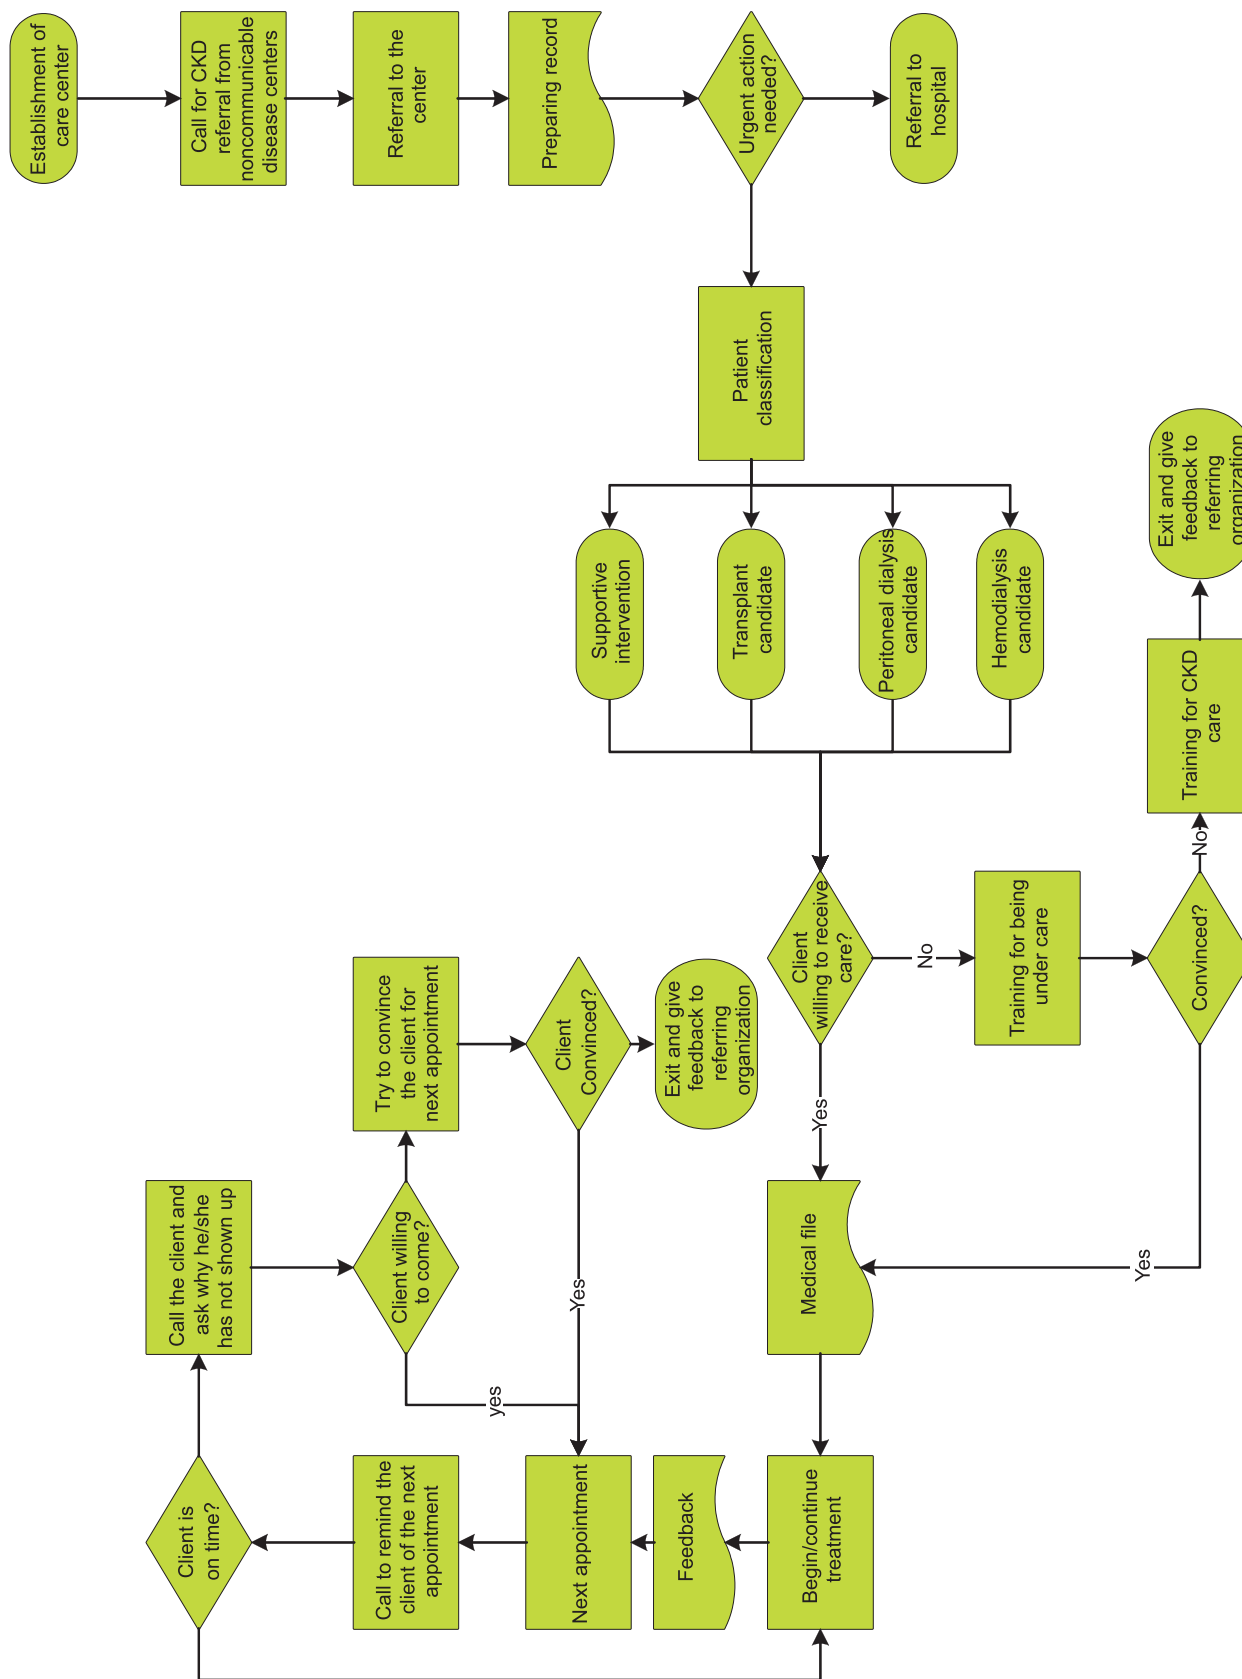 Establishment of
care center
Call for CKD
referral from
noncommunicable
disease centers
Referral to the
center
Preparing record
Urgent action
needed?
Referral to
hospital
Patient
classification
Supportive
intervention
Transplant
candidate
Peritoneal dialysis
candidate
Hemodialysis
candidate
Client
willing to receive
care?
No
Training for being
under care
Convinced?
No
Training for CKD
care
Exit and give
feedback to
referring
organization
Yes
Yes
Medical file
Begin/continue
treatment
Feedback
Next appointment
Call to remind the
client of the next
appointment
Client is
on time?
Call the client and
ask why he/she
has not shown up
Client willing
to come?
yes
Try to convince
the client for
next appointment
Client
Convinced?
Yes
Exit and give
feedback to
referring
organization